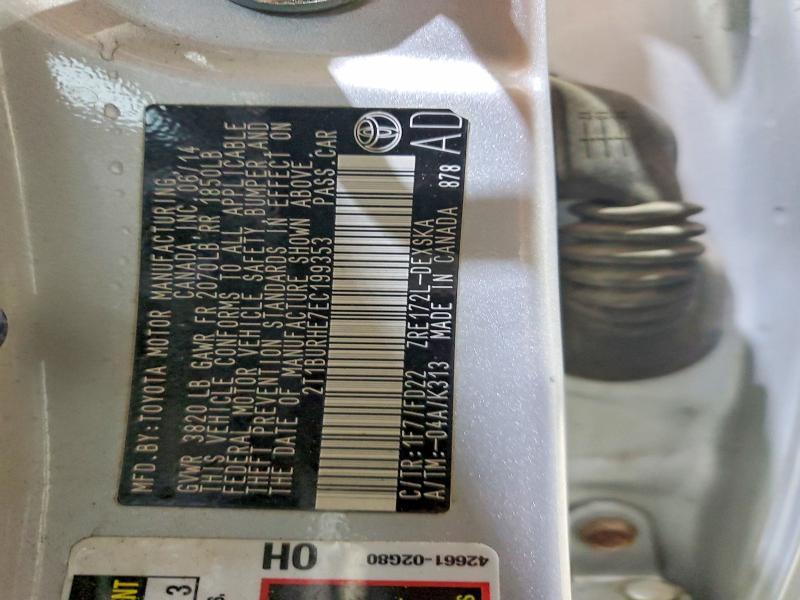 MFD.BY:TOYOTA MOTOR MANUFACTURING
CANADA INC.06/14
GVWR 3820 LB GAWR FR 2070LB RR 1850LB
THIS VEHICLE CONFORMS TO ALL APPLICABLE
FEDERAL MOTOR VEHICLE SAFETY BUMPER,AND
THEFT PREVENTION STANDARDS IN EFFECT ON
THE DATE OF MANUFACTURE SHOWN ABOVE.
2T1BURHE7EC199353 PASS.CAR
C/TR:1F7/FD22 ZRE172L-DEXSKA
A/TM:-04A/K313 MADE IN CANADA 878 AD
42661-02G80
OH
NT
3
S.
S